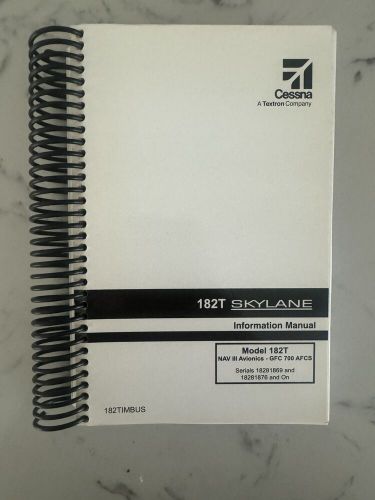 Cessna
A Textron Company
182T SKYLANE
Information Manual
Model 182T
NAV III Avionics - GFC 700 AFCS
Serials 18281869 and
18281876 and On
182TIMBUS